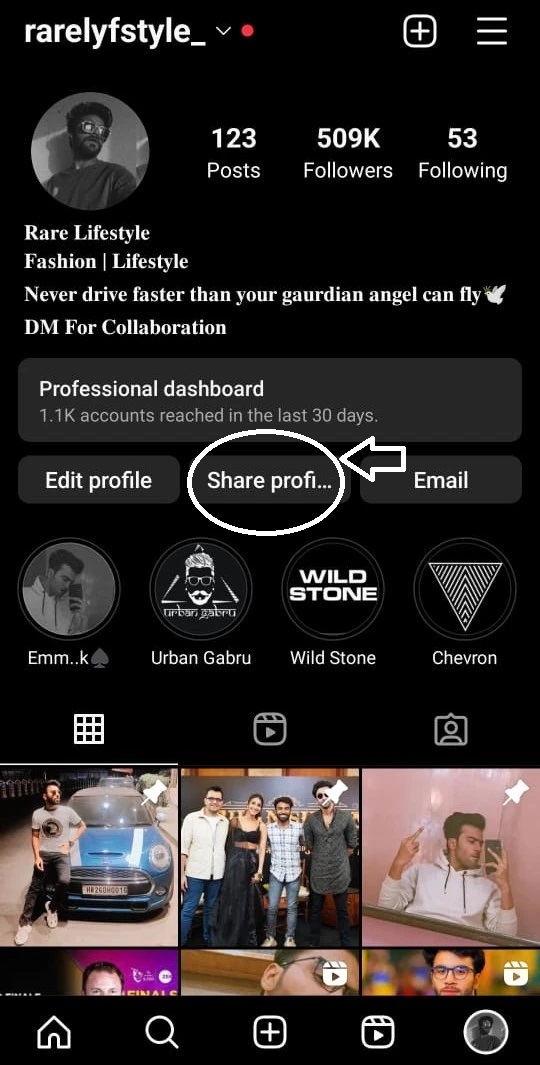 rarelyfstyle_
123 509K 53
Posts Followers Following
Rare Lifestyle
Fashion | Lifestyle
Never drive faster than your gaurdian angel can fly🕊️
DM For Collaboration
Professional dashboard
1.1K accounts reached in the last 30 days.
Edit profile Share profi... Email
urban gabru
WILD
STONE
Emm..k♠️ Urban Gabru Wild Stone Chevron
FINALS